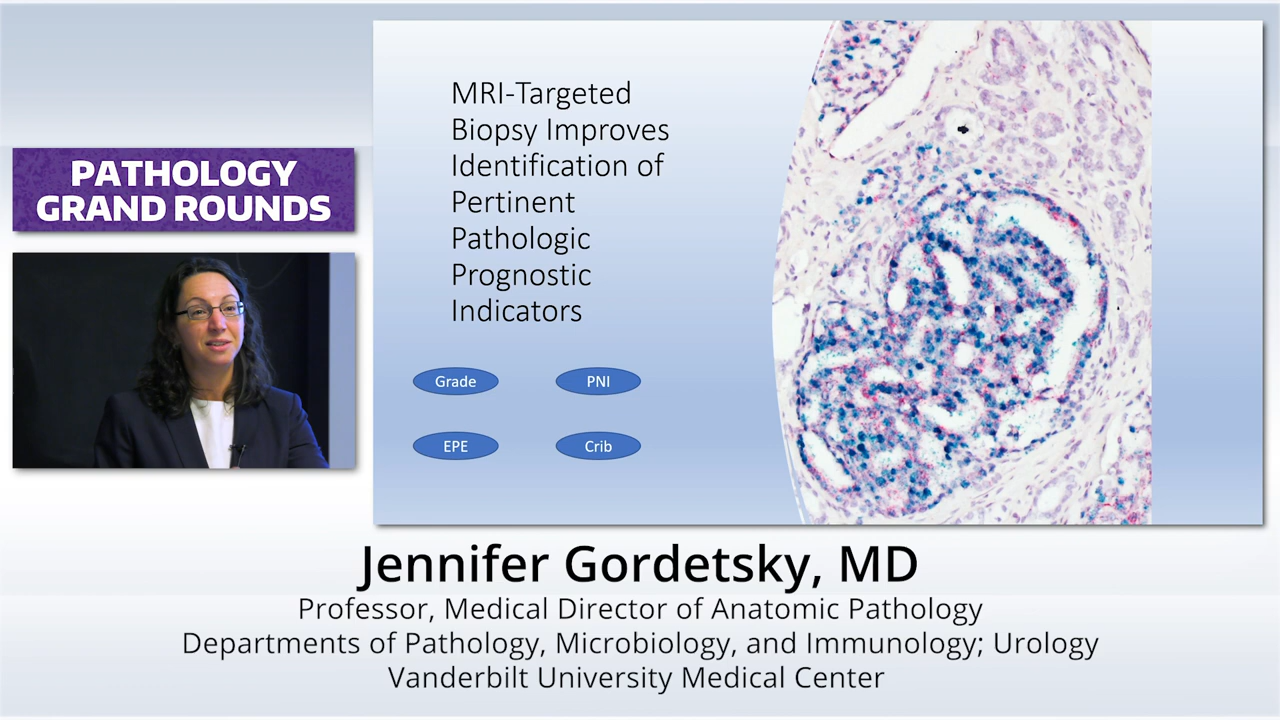 PATHOLOGY
GRAND ROUNDS
MRI-Targeted
Biopsy Improves
Identification of
Pertinent
Pathologic
Prognostic
Indicators
Grade
PNI
EPE
Crib
Jennifer Gordetsky, MD
Professor, Medical Director of Anatomic Pathology
Departments of Pathology, Microbiology, and Immunology; Urology
Vanderbilt University Medical Center